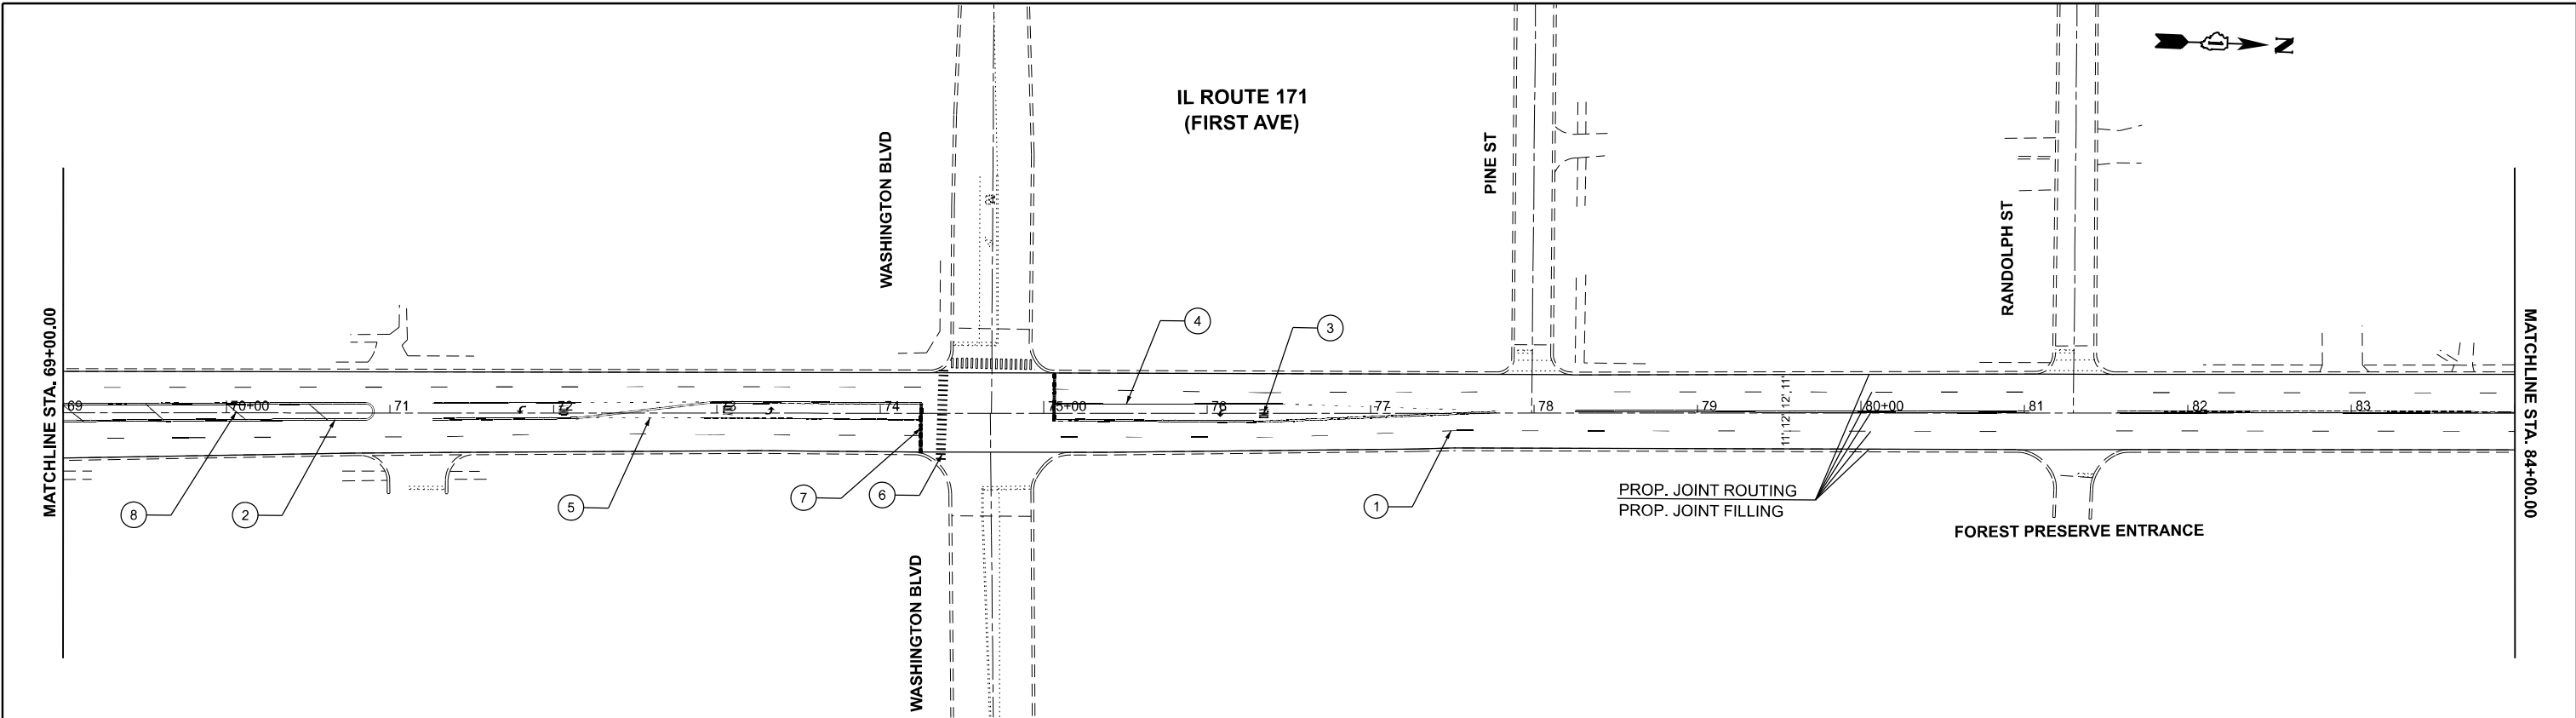 IL ROUTE 171
(FIRST AVE)
N
WASHINGTON BLVD
PINE ST
RANDOLPH ST
MATCHLINE STA. 69+00.00
MATCHLINE STA. 84+00.00
4
3
69
70+00
71
72
73
74
75+00
76
77
78
79
80+00
81
82
83
11' 12' 12' 11'
8
2
5
7
6
1
PROP. JOINT ROUTING
PROP. JOINT FILLING
FOREST PRESERVE ENTRANCE
WASHINGTON BLVD